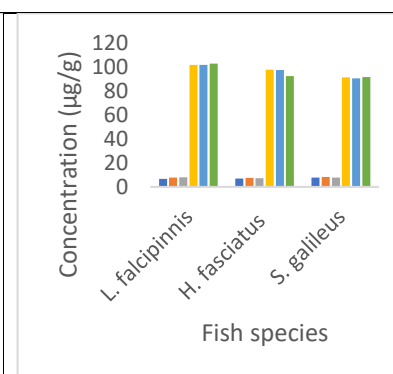 Concentration (µg/g)
120
100
80
60
40
20
0
L. falcipinnis
H. fasciatus
S. galileus
Fish species